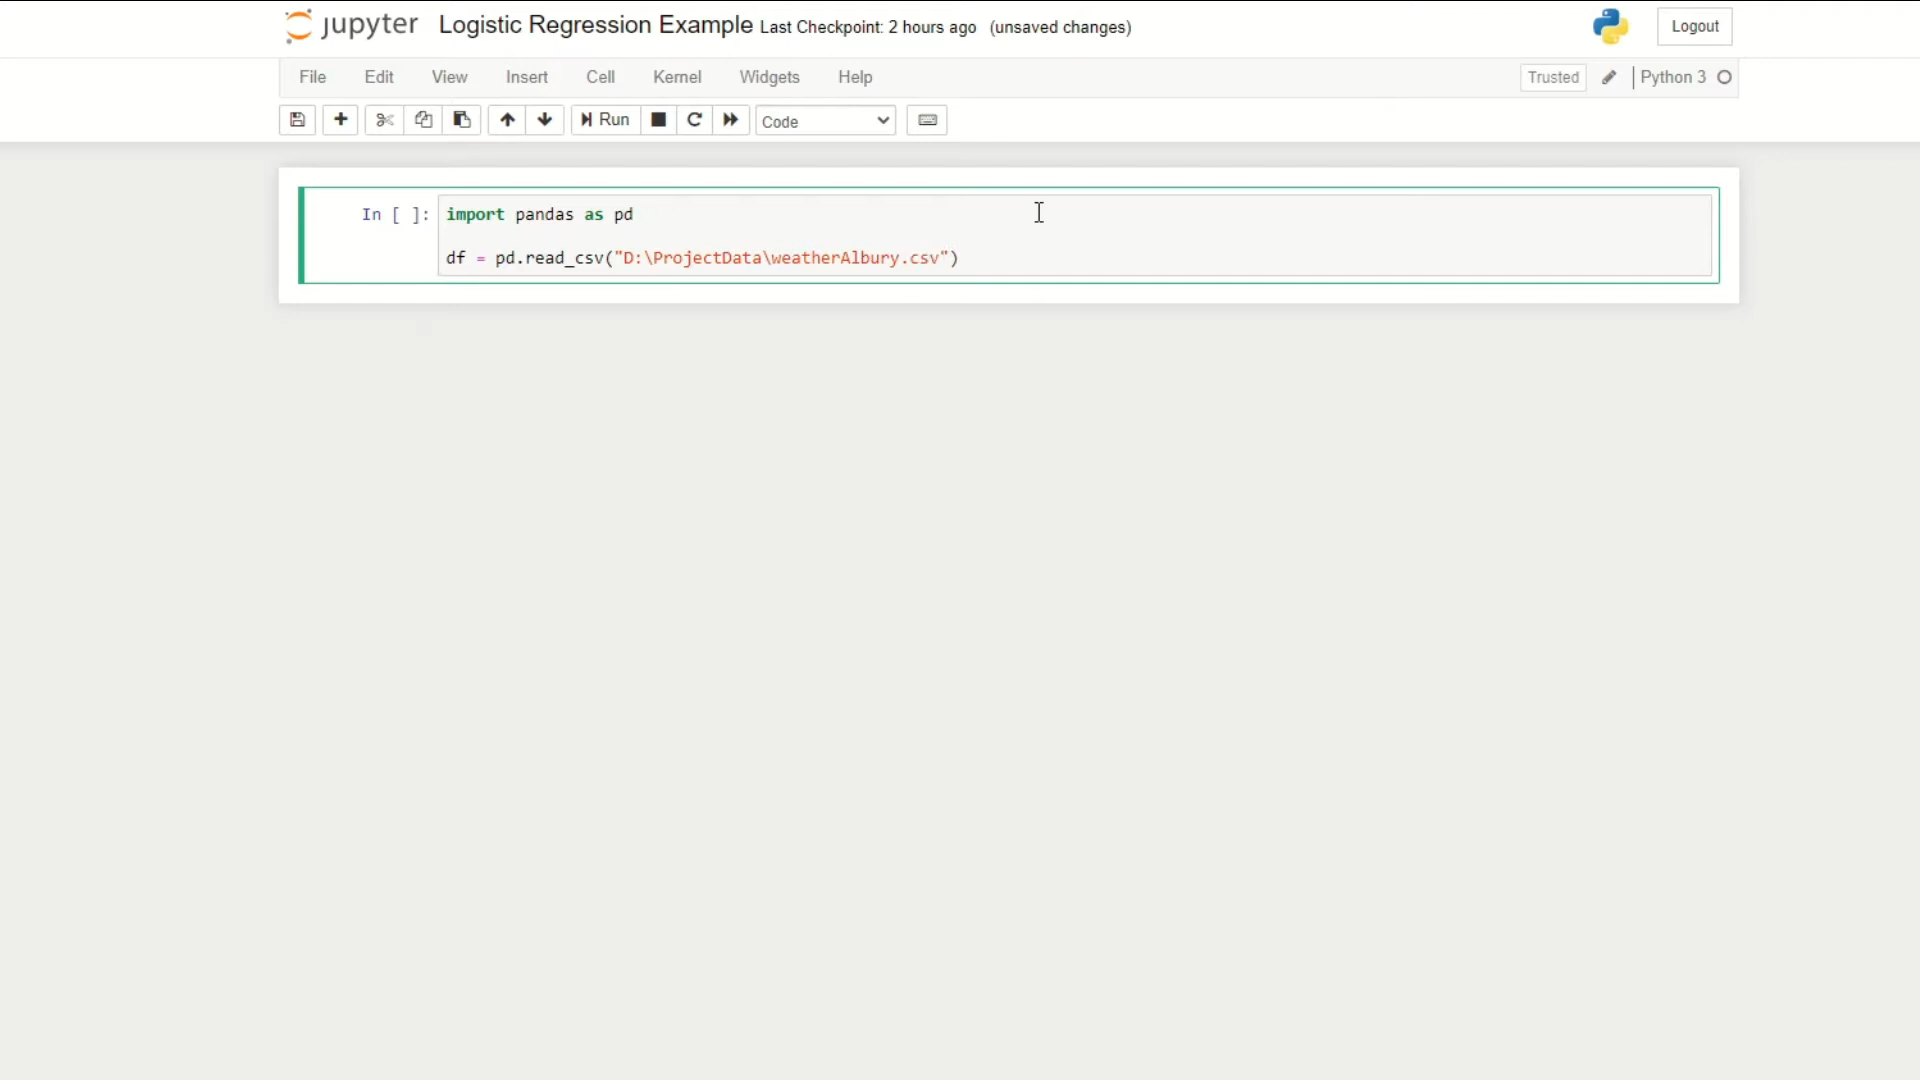 jupyter Logistic Regression Example Last Checkpoint: 2 hours ago (unsaved changes)
Logout
File Edit View Insert Cell Kernel Widgets Help
Trusted Python 3
Run Code
In [ ]: import pandas as pd
df = pd.read_csv("D:\ProjectData\weatherAlbury.csv")